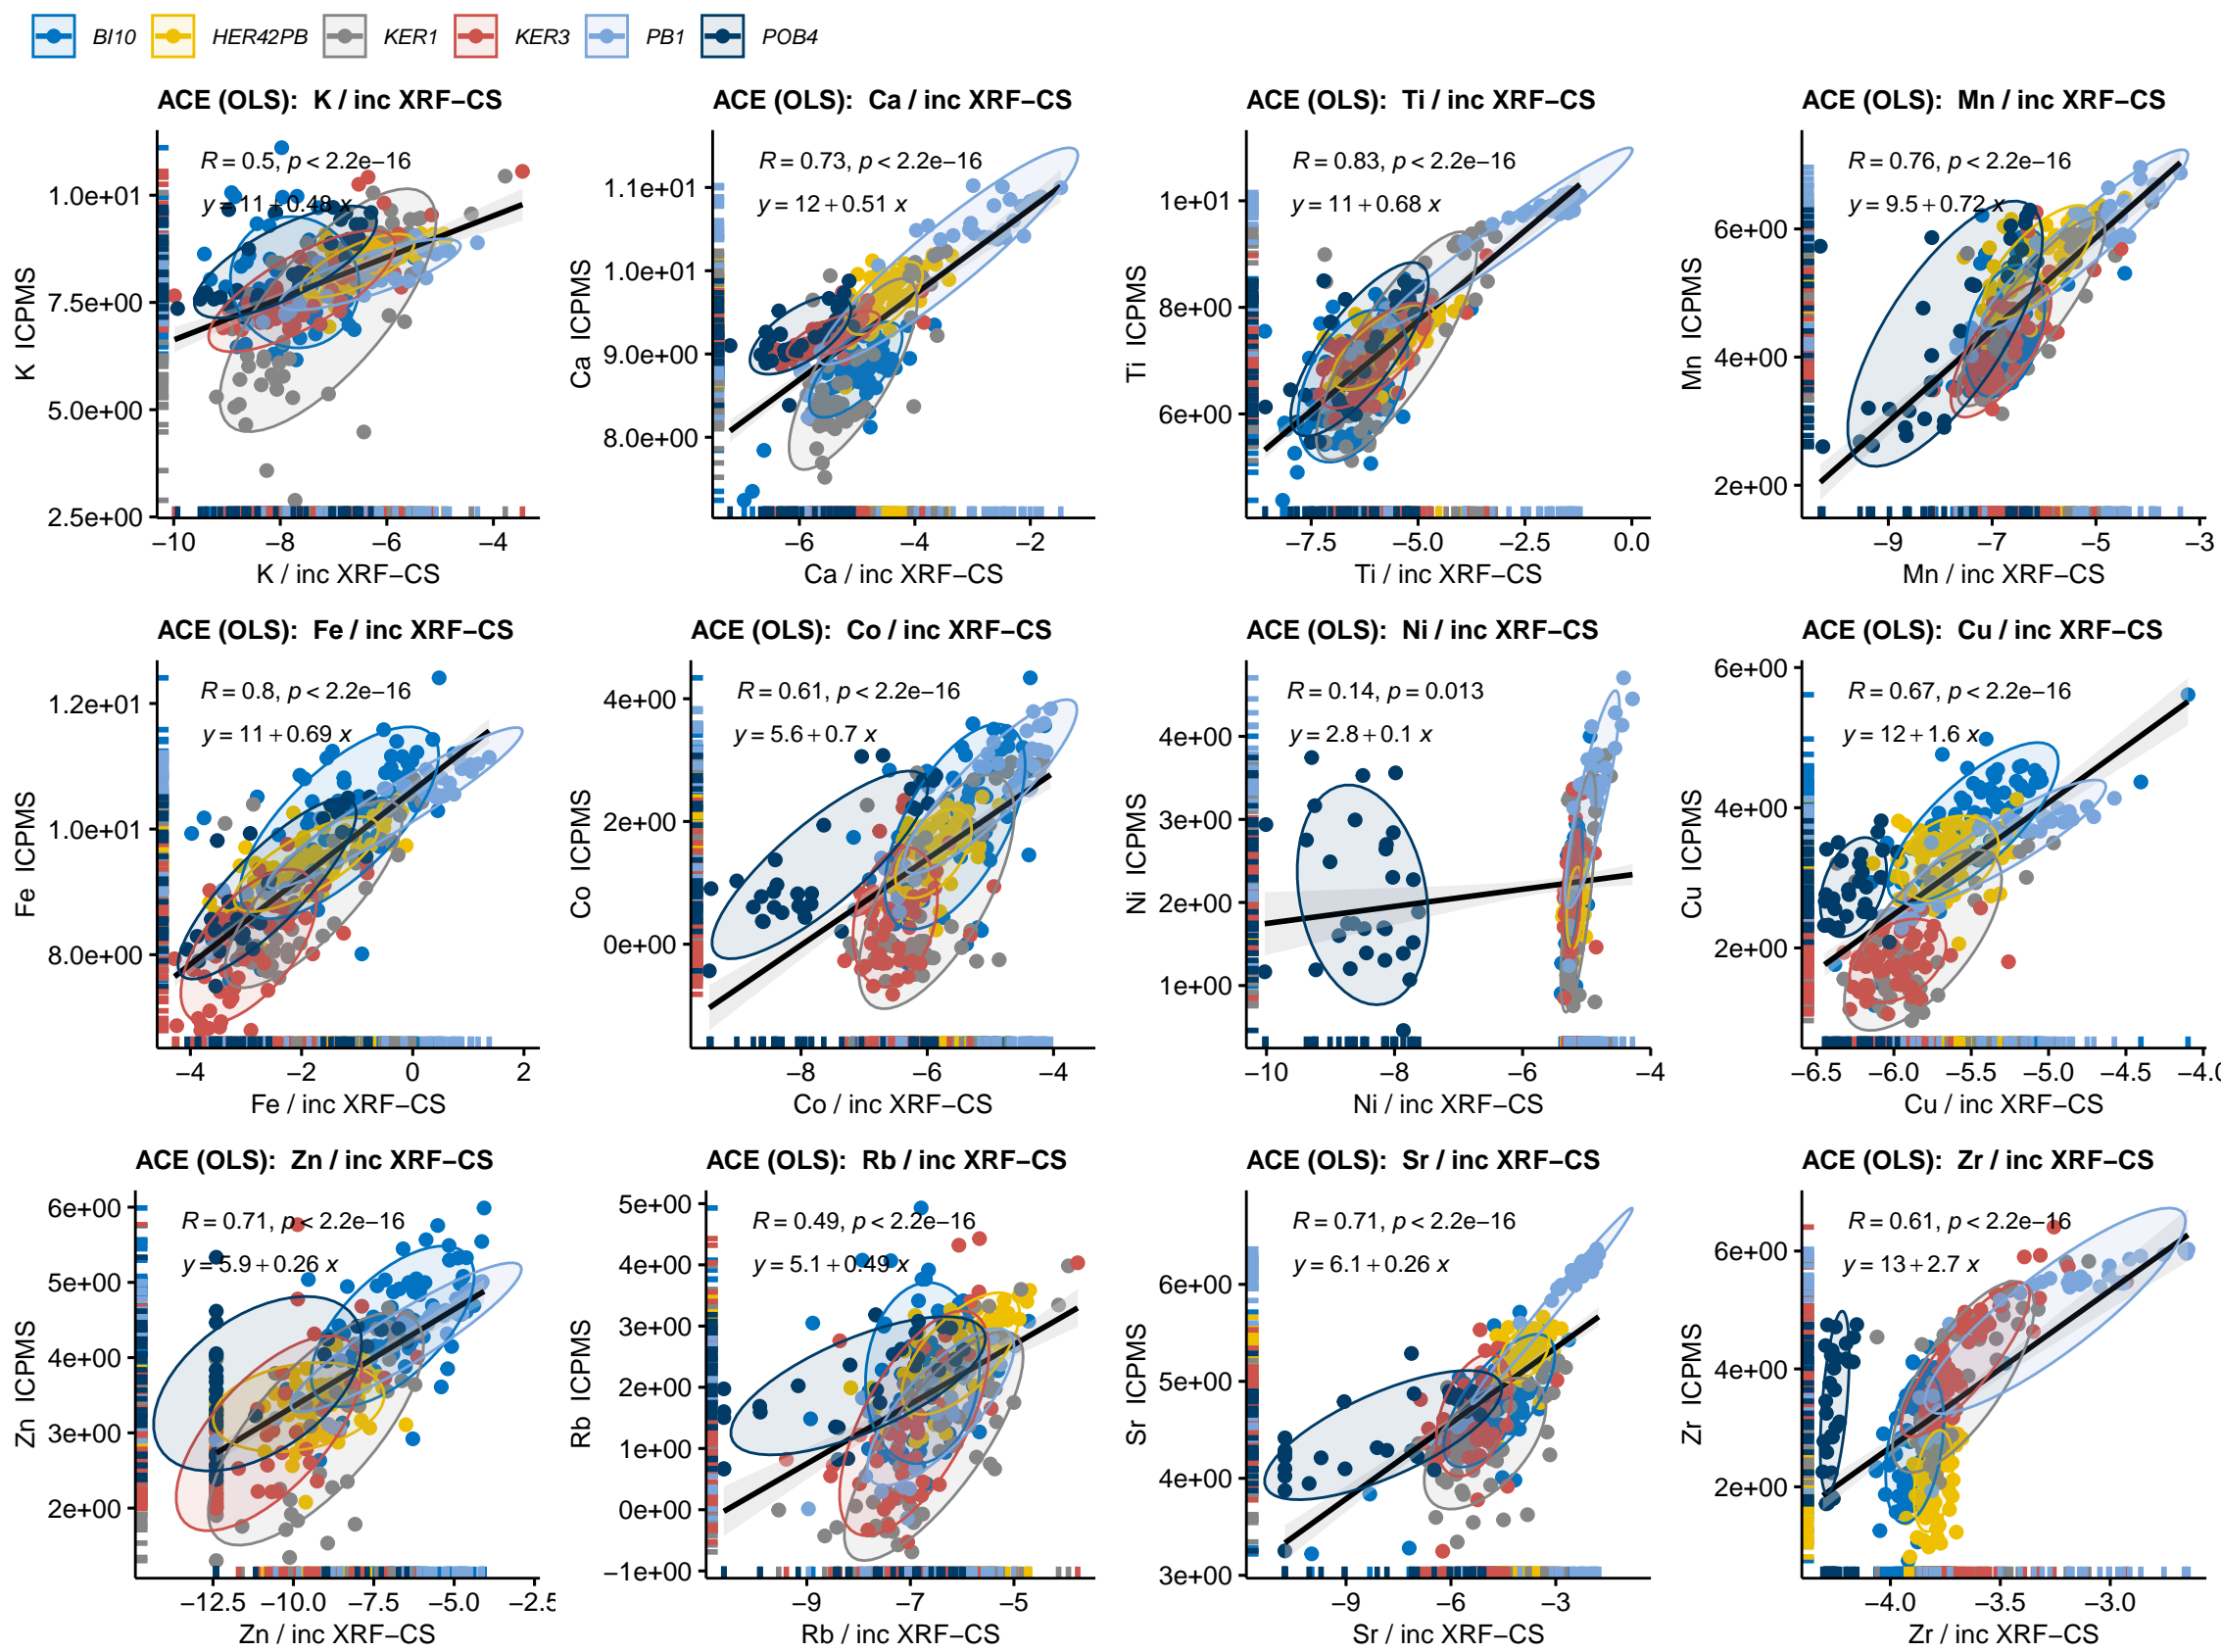 BI10 HER42PB KER1 KER3 PB1 POB4
ACE (OLS): K / inc XRF−CS
R = 0.5, p < 2.2e−16
y = 11 + 0.48 x
K ICPMS
1.0e+01
7.5e+00
5.0e+00
2.5e+00
−10 −8 −6 −4
K / inc XRF−CS
ACE (OLS): Ca / inc XRF−CS
R = 0.73, p < 2.2e−16
y = 12 + 0.51 x
Ca ICPMS
1.1e+01
1.0e+01
9.0e+00
8.0e+00
−6 −4 −2
Ca / inc XRF−CS
ACE (OLS): Ti / inc XRF−CS
R = 0.83, p < 2.2e−16
y = 11 + 0.68 x
Ti ICPMS
1e+01
8e+00
6e+00
−7.5 −5.0 −2.5 0.0
Ti / inc XRF−CS
ACE (OLS): Mn / inc XRF−CS
R = 0.76, p < 2.2e−16
y = 9.5 + 0.72 x
Mn ICPMS
6e+00
4e+00
2e+00
−9 −7 −5 −3
Mn / inc XRF−CS
ACE (OLS): Fe / inc XRF−CS
R = 0.8, p < 2.2e−16
y = 11 + 0.69 x
Fe ICPMS
1.2e+01
1.0e+01
8.0e+00
−4 −2 0 2
Fe / inc XRF−CS
ACE (OLS): Co / inc XRF−CS
R = 0.61, p < 2.2e−16
y = 5.6 + 0.7 x
Co ICPMS
4e+00
2e+00
0e+00
−8 −6 −4
Co / inc XRF−CS
ACE (OLS): Ni / inc XRF−CS
R = 0.14, p = 0.013
y = 2.8 + 0.1 x
Ni ICPMS
4e+00
3e+00
2e+00
1e+00
−10 −8 −6 −4
Ni / inc XRF−CS
ACE (OLS): Cu / inc XRF−CS
R = 0.67, p < 2.2e−16
y = 12 + 1.6 x
Cu ICPMS
6e+00
4e+00
2e+00
−6.5 −6.0 −5.5 −5.0 −4.5 −4.0
Cu / inc XRF−CS
ACE (OLS): Zn / inc XRF−CS
R = 0.71, p < 2.2e−16
y = 5.9 + 0.26 x
Zn ICPMS
6e+00
5e+00
4e+00
3e+00
2e+00
−12.5 −10.0 −7.5 −5.0 −2.5
Zn / inc XRF−CS
ACE (OLS): Rb / inc XRF−CS
R = 0.49, p < 2.2e−16
y = 5.1 + 0.49 x
Rb ICPMS
5e+00
4e+00
3e+00
2e+00
1e+00
0e+00
−1e+00
−9 −7 −5
Rb / inc XRF−CS
ACE (OLS): Sr / inc XRF−CS
R = 0.71, p < 2.2e−16
y = 6.1 + 0.26 x
Sr ICPMS
6e+00
5e+00
4e+00
3e+00
−9 −6 −3
Sr / inc XRF−CS
ACE (OLS): Zr / inc XRF−CS
R = 0.61, p < 2.2e−16
y = 13 + 2.7 x
Zr ICPMS
6e+00
4e+00
2e+00
−4.0 −3.5 −3.0
Zr / inc XRF−CS